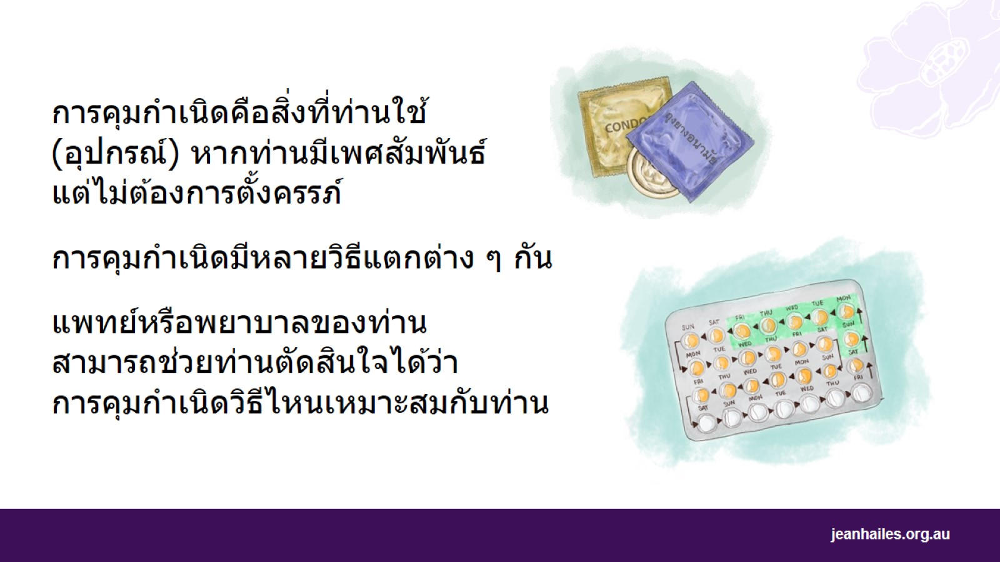 การคุมกำเนิดคือสิ่งที่ท่านใช้
(อุปกรณ์) หากท่านมีเพศสัมพันธ์
แต่ไม่ต้องการตั้งครรภ์
การคุมกำเนิดมีหลายวิธีแตกต่าง ๆ กัน
แพทย์หรือพยาบาลของท่าน
สามารถช่วยท่านตัดสินใจได้ว่า
การคุมกำเนิดวิธีไหนเหมาะสมกับท่าน
CONDO
ถุงยางอนามัย
SUN SAT FRI THU WED TUE MON
MON TUE WED THU FRI SAT SUN
FRI THU WED TUE MON SUN SAT
SAT SUN MON TUE WED THU FRI
jeanhailes.org.au